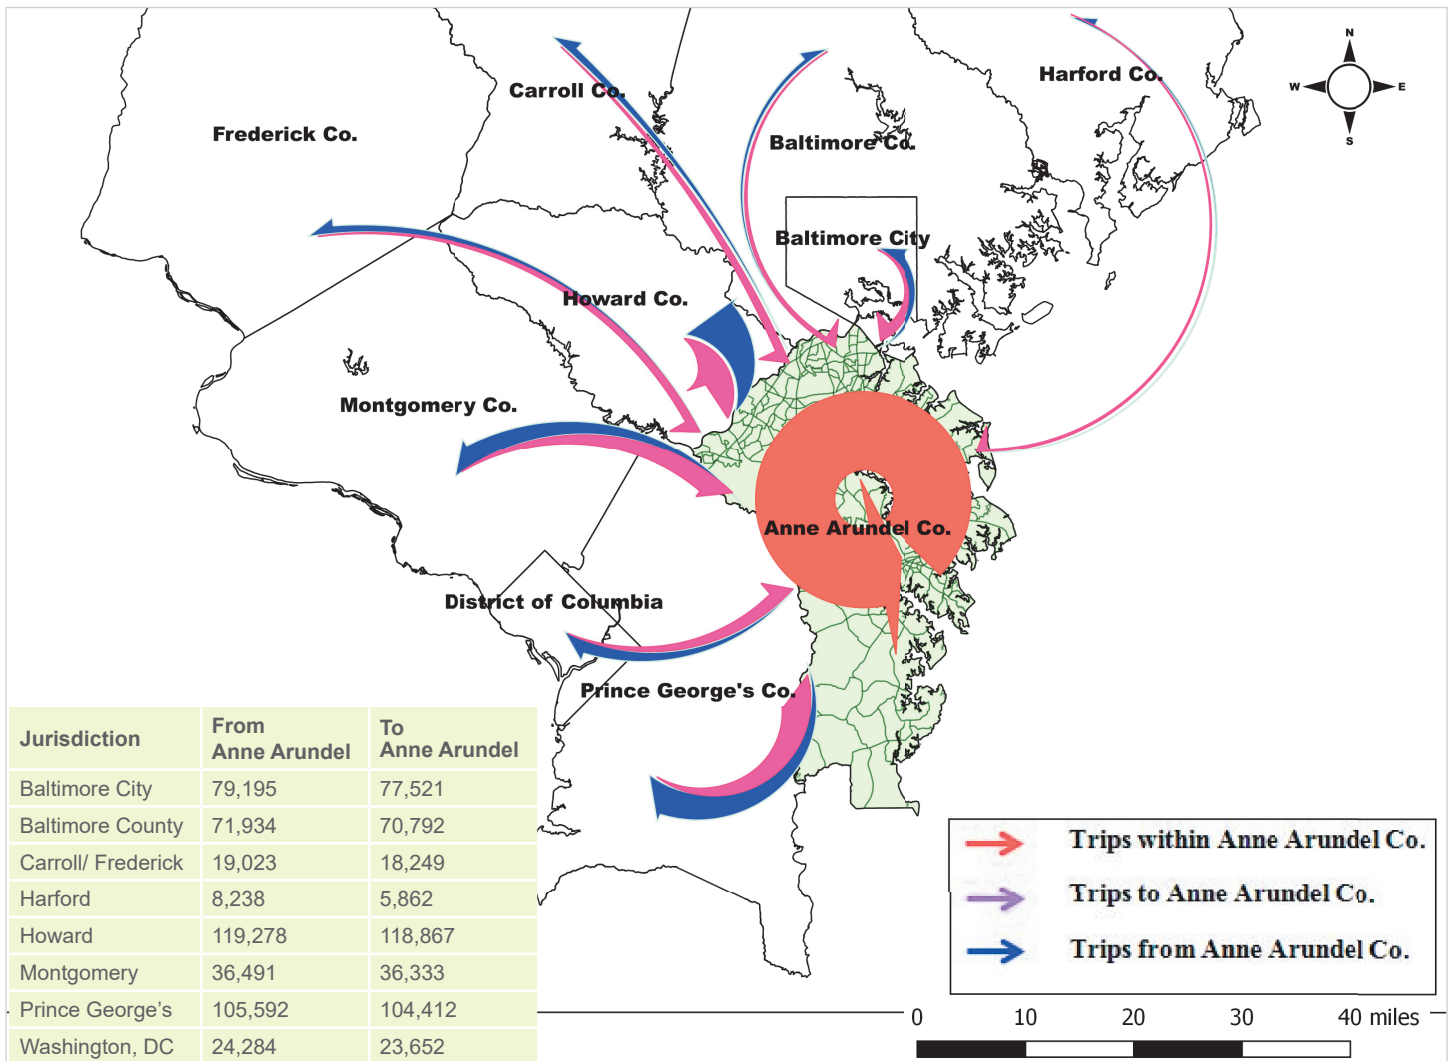 N
W
E
S
Harford Co.
Carroll Co.
Frederick Co.
Baltimore Co.
Baltimore City
Howard Co.
Montgomery Co.
Anne Arundel Co.
District of Columbia
Prince George's Co.
Jurisdiction From Anne Arundel To Anne Arundel
Baltimore City 79,195 77,521
Baltimore County 71,934 70,792
Carroll/ Frederick 19,023 18,249
Harford 8,238 5,862
Howard 119,278 118,867
Montgomery 36,491 36,333
Prince George’s 105,592 104,412
Washington, DC 24,284 23,652
Trips within Anne Arundel Co.
Trips to Anne Arundel Co.
Trips from Anne Arundel Co.
0 10 20 30 40 miles